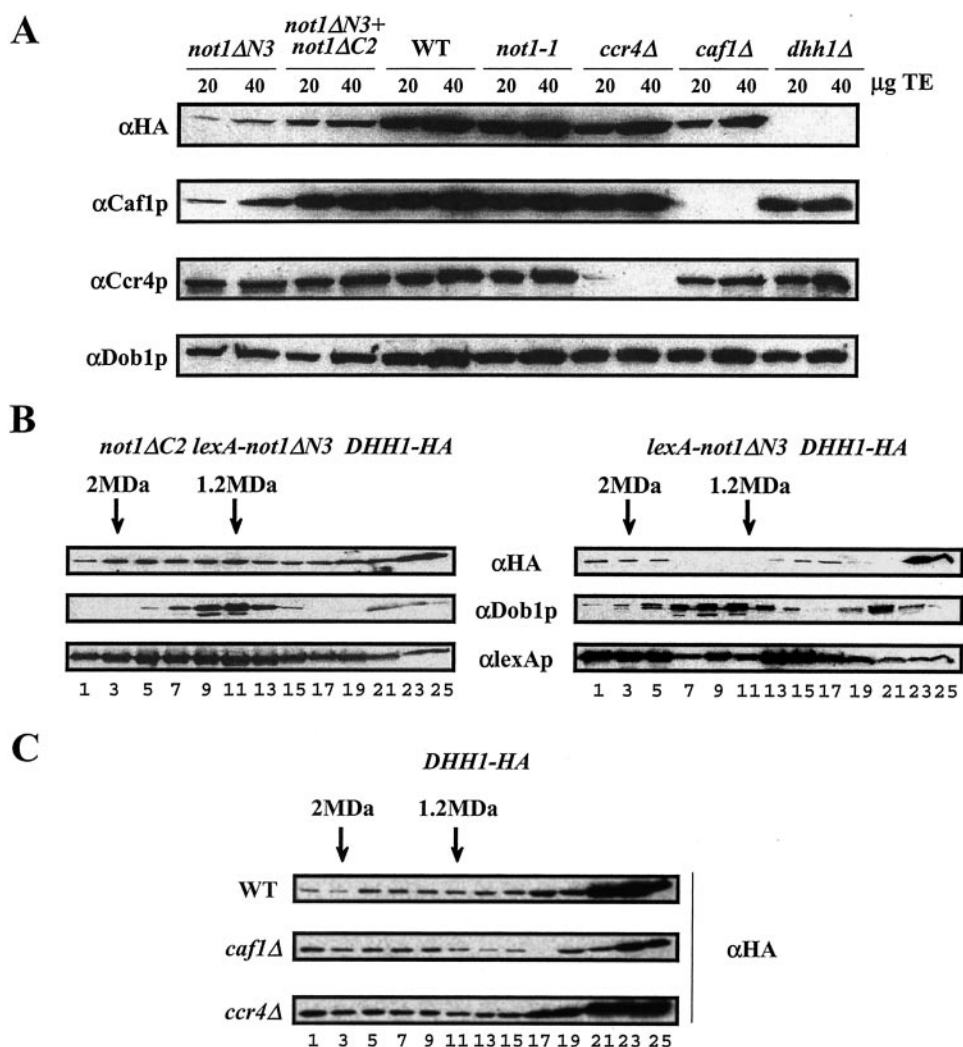 A
not1ΔN3 not1ΔN3+ not1ΔC2 WT not1-1 ccr4Δ caf1Δ dhh1Δ
20 40 20 40 20 40 20 40 20 40 20 40 20 40 μg TE
αHA
αCaf1p
αCcr4p
αDob1p
B
not1ΔC2 lexA-not1ΔN3 DHH1-HA
lexA-not1ΔN3 DHH1-HA
2MDa 1.2MDa
2MDa 1.2MDa
αHA
αDob1p
αlexAp
1 3 5 7 9 11 13 15 17 19 21 23 25
1 3 5 7 9 11 13 15 17 19 21 23 25
C
DHH1-HA
2MDa 1.2MDa
WT
caf1Δ
αHA
ccr4Δ
1 3 5 7 9 11 13 15 17 19 21 23 25